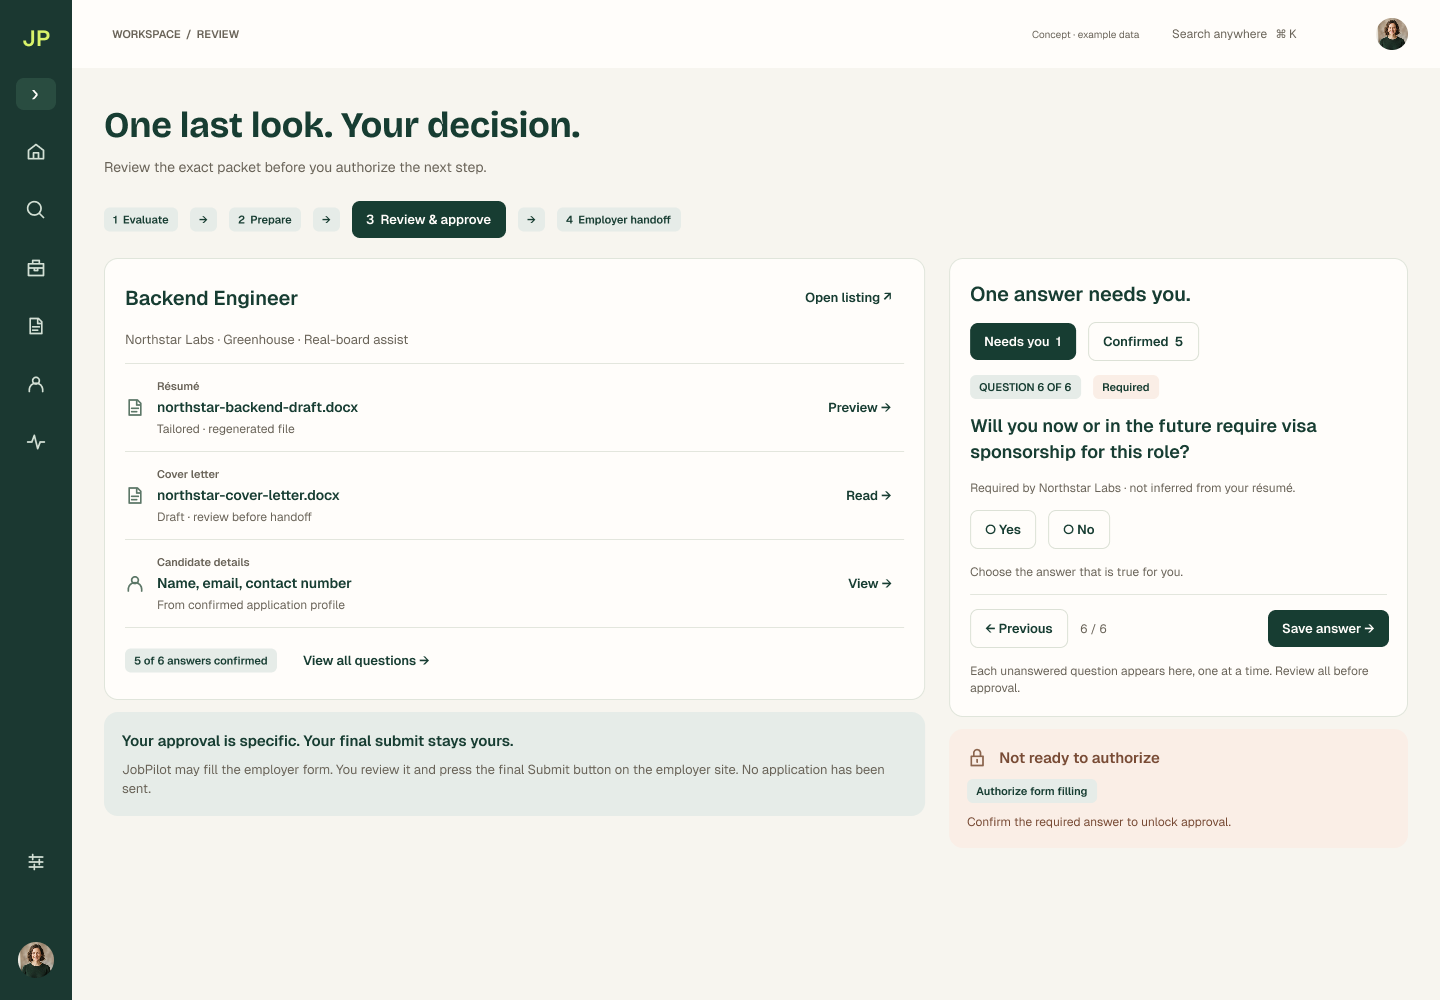 JP
WORKSPACE / REVIEW
Concept · example data
Search anywhere ⌘ K
One last look. Your decision.
Review the exact packet before you authorize the next step.
1 Evaluate → 2 Prepare → 3 Review & approve → 4 Employer handoff
Backend Engineer
Open listing ↗
Northstar Labs · Greenhouse · Real-board assist
Résumé
northstar-backend-draft.docx
Preview →
Tailored · regenerated file
Cover letter
northstar-cover-letter.docx
Read →
Draft · review before handoff
Candidate details
Name, email, contact number
View →
From confirmed application profile
5 of 6 answers confirmed
View all questions →
Your approval is specific. Your final submit stays yours.
JobPilot may fill the employer form. You review it and press the final Submit button on the employer site. No application has been
sent.
One answer needs you.
Needs you 1
Confirmed 5
QUESTION 6 OF 6
Required
Will you now or in the future require visa
sponsorship for this role?
Required by Northstar Labs · not inferred from your résumé.
Yes
No
Choose the answer that is true for you.
← Previous
6 / 6
Save answer →
Each unanswered question appears here, one at a time. Review all before
approval.
Not ready to authorize
Authorize form filling
Confirm the required answer to unlock approval.